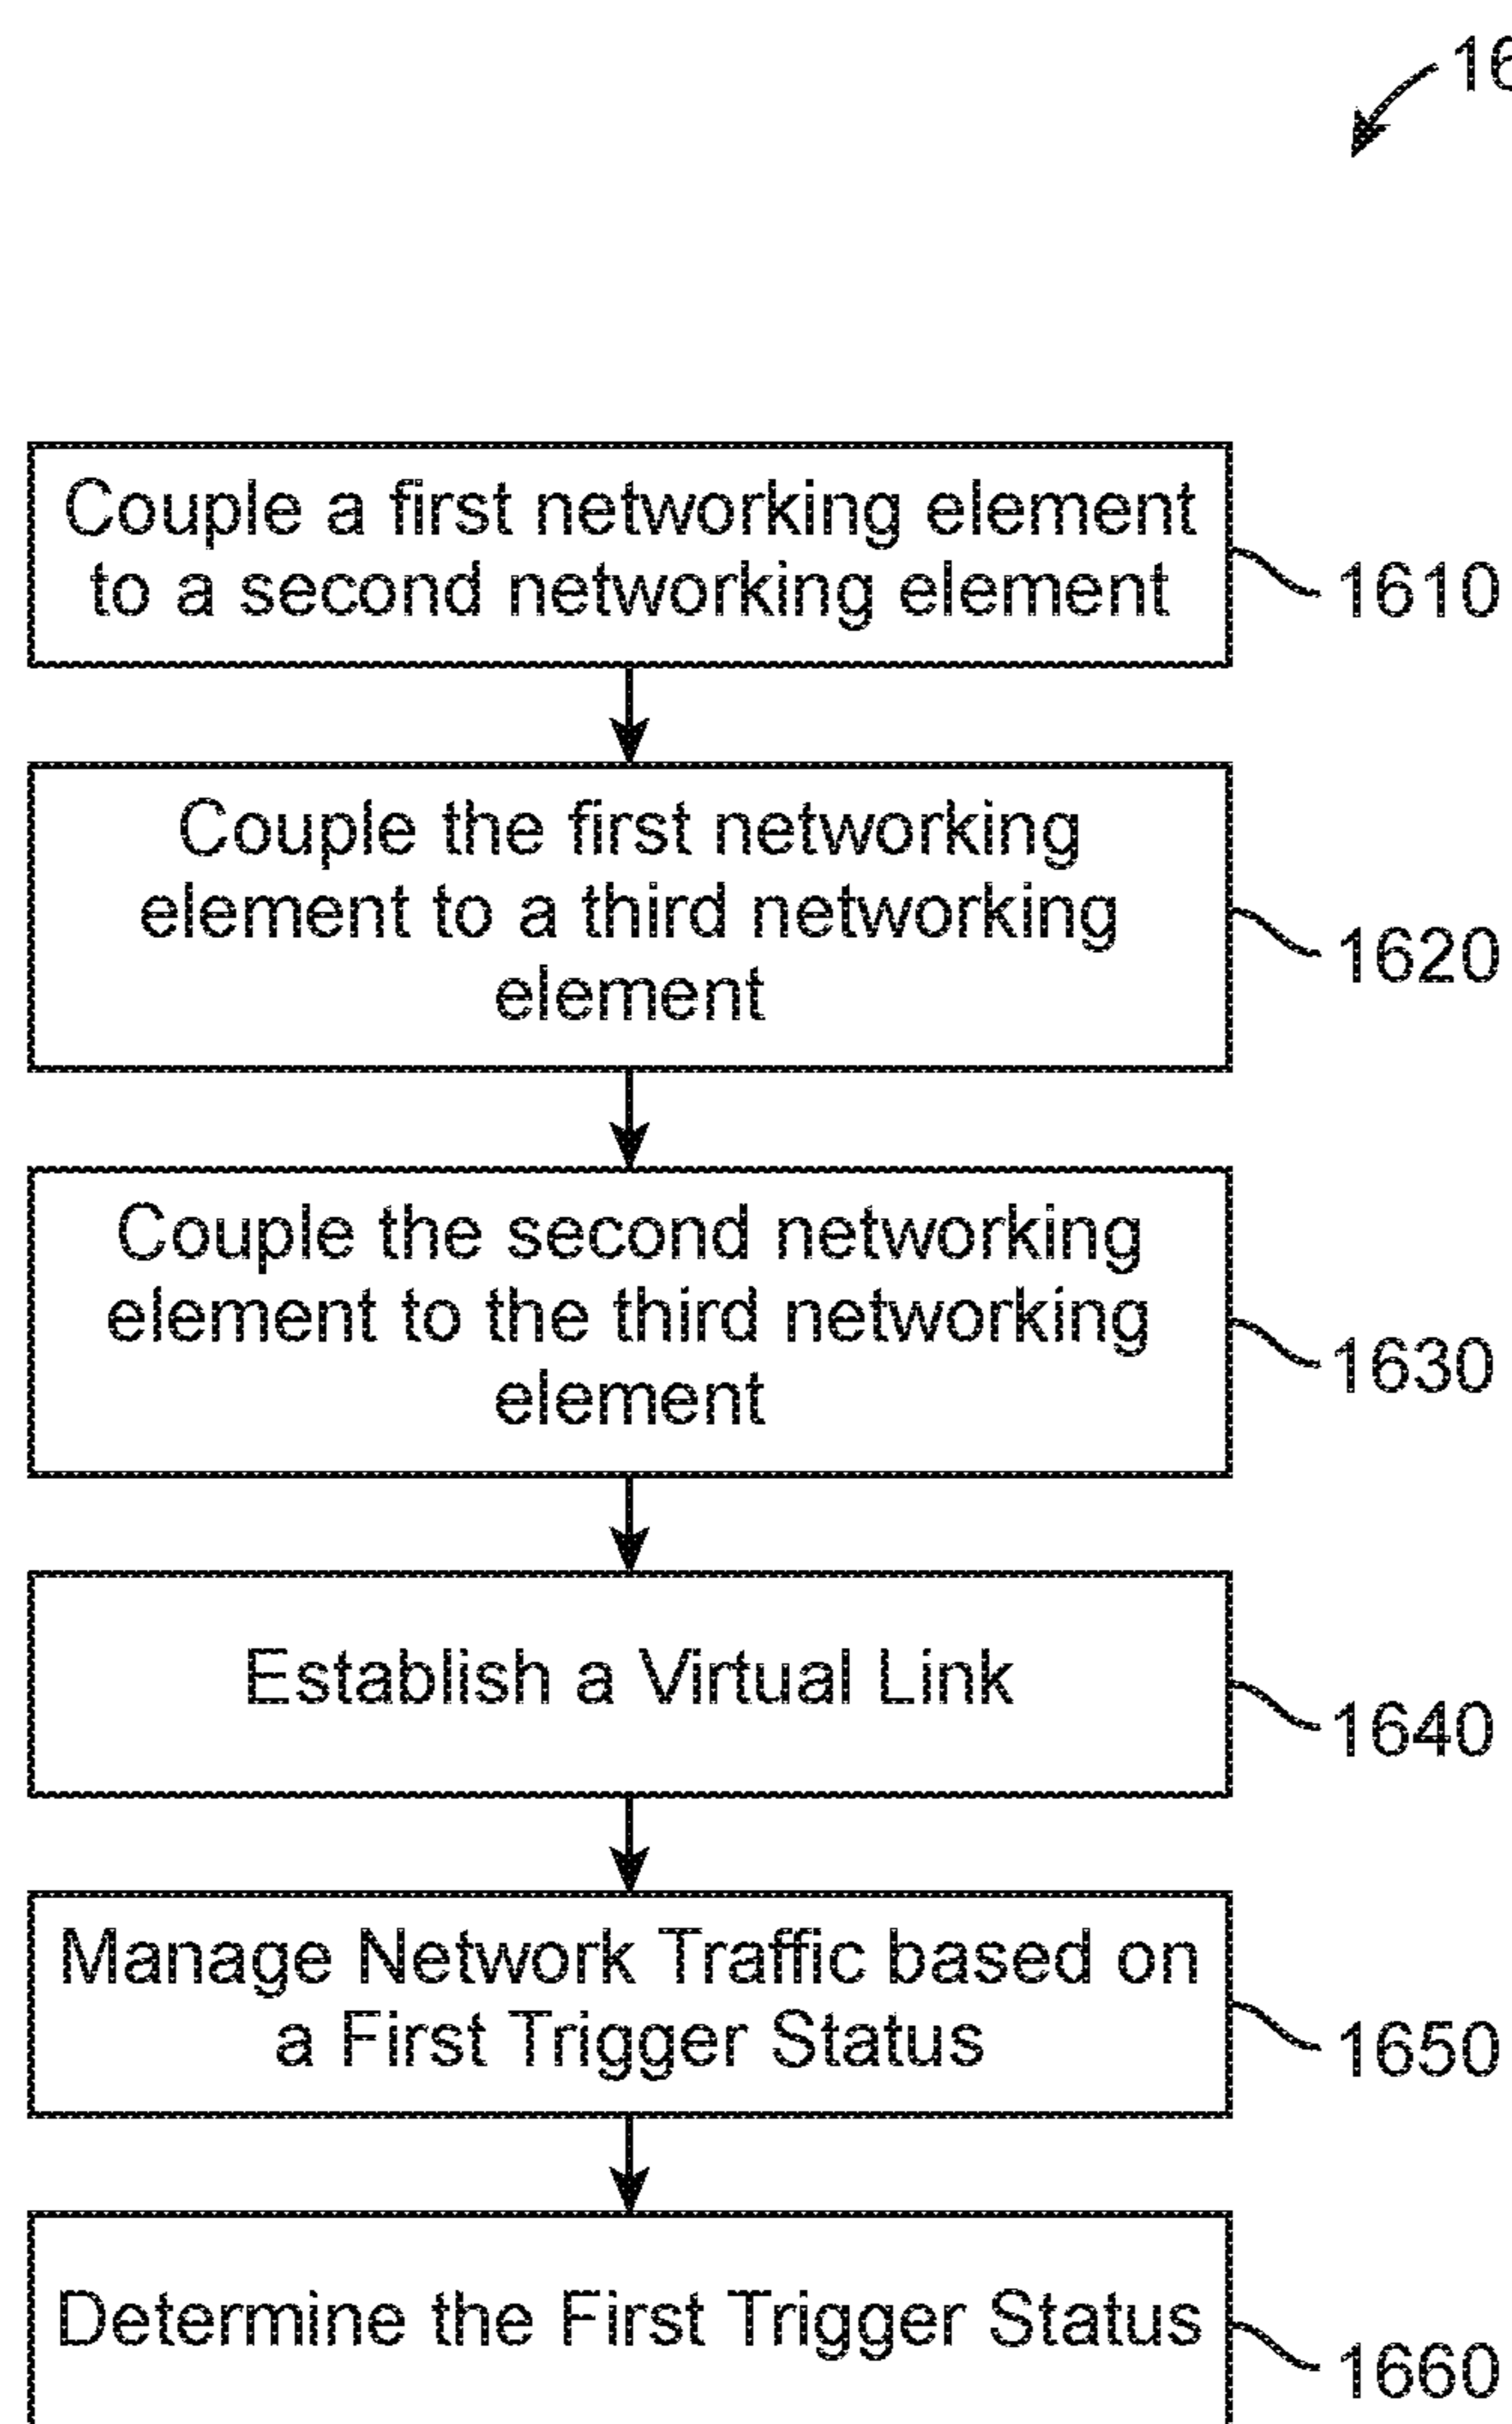 Couple a first networking element
to a second networking element
1610
Couple the first networking
element to a third networking
element
1620
Couple the second networking
element to the third networking
element
1630
Establish a Virtual Link
1640
Manage Network Traffic based on
a First Trigger Status
1650
Determine the First Trigger Status
1660